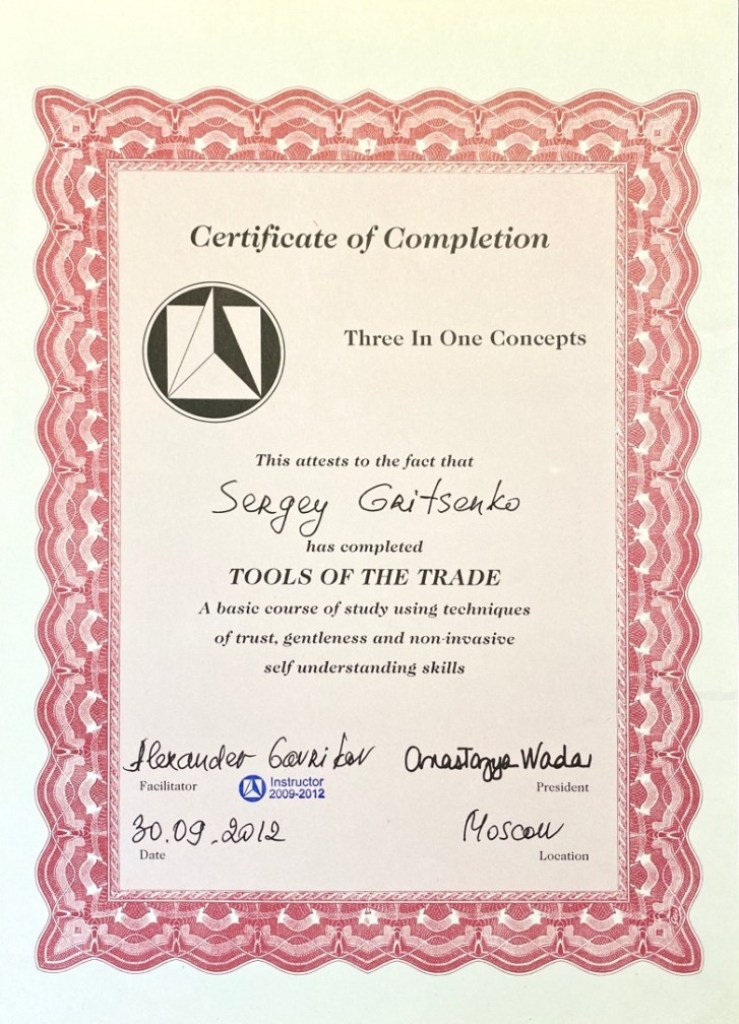 Certificate of Completion
Three In One Concepts
This attests to the fact that
Sergey Gritsenko
has completed
TOOLS OF THE TRADE
A basic course of study using techniques
of trust, gentleness and non-invasive
self understanding skills
Alexander Gavrikov Anastazya Wada
Facilitator Instructor President
2009-2012
30.09.2012 Moscow
Date Location